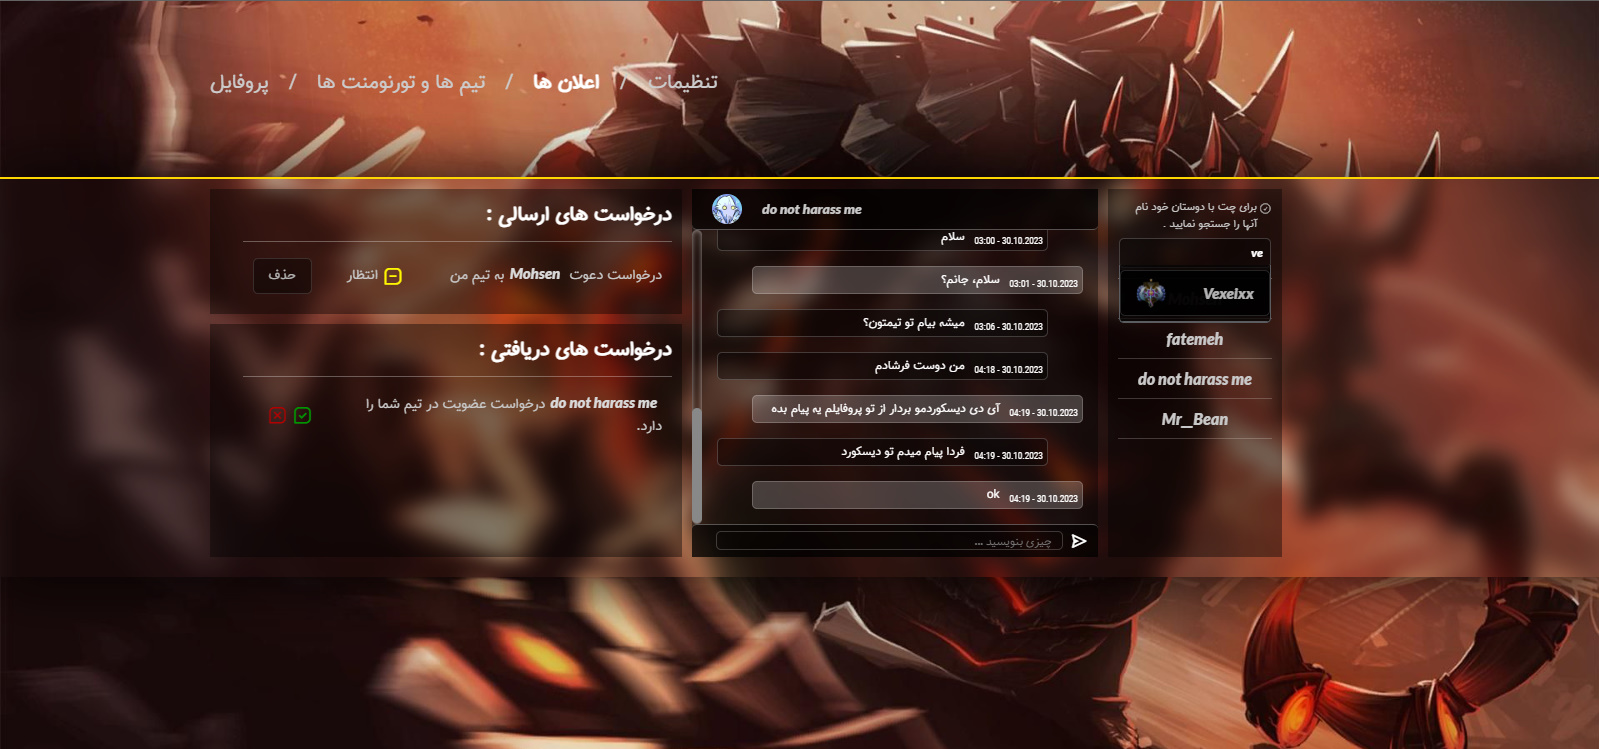 تنظیمات / اعلان ها / تیم ها و تورنومنت ها / پروفایل
برای چت با دوستان خود نام
آنها را جستجو نمایید .
ve
Vexeixx
fatemeh
do not harass me
Mr_Bean
do not harass me
سلام 03:00 - 30.10.2023
سلام، جانم؟ 03:01 - 30.10.2023
میشه بیام تو تیمتون؟ 03:06 - 30.10.2023
من دوست فرشادم 04:18 - 30.10.2023
آی دی دیسکوردمو بردار از تو پروفایلم یه پیام بده 04:19 - 30.10.2023
فردا پیام میدم تو دیسکورد 04:19 - 30.10.2023
ok 04:19 - 30.10.2023
چیزی بنویسید ...
درخواست های ارسالی :
درخواست دعوت Mohsen به تیم من انتظار حذف
درخواست های دریافتی :
do not harass me درخواست عضویت در تیم شما را
دارد.